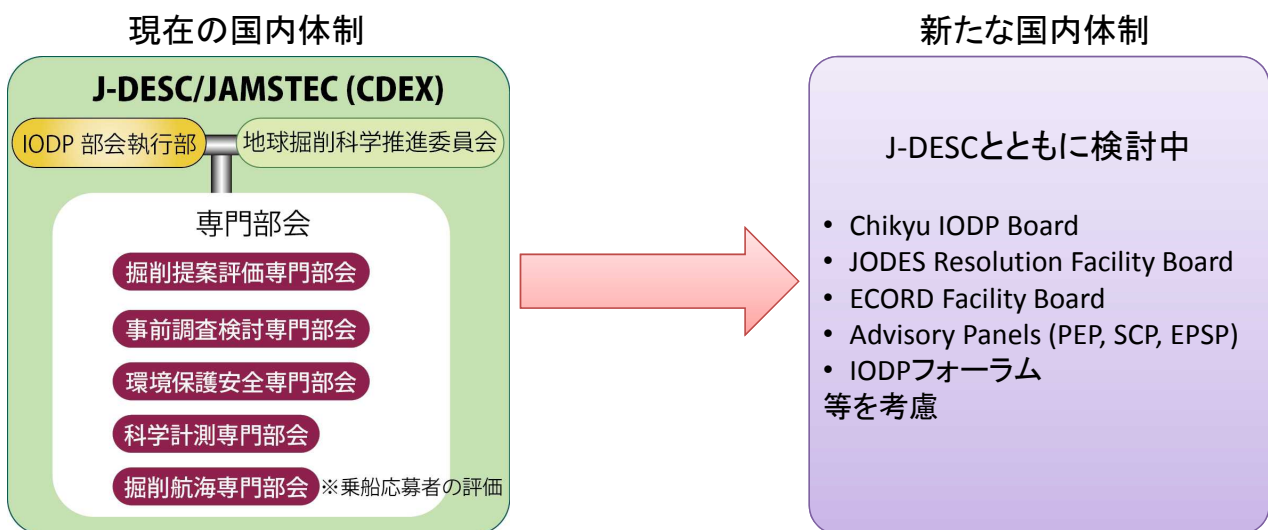 現在の国内体制
J-DESC/JAMSTEC (CDEX)
IODP 部会執行部
地球掘削科学推進委員会
専門部会
掘削提案評価専門部会
事前調査検討専門部会
環境保護安全専門部会
科学計測専門部会
掘削航海専門部会 ※乗船応募者の評価
新たな国内体制
J-DESCとともに検討中
• Chikyu IODP Board
• JODES Resolution Facility Board
• ECORD Facility Board
• Advisory Panels (PEP, SCP, EPSP)
• IODPフォーラム
等を考慮